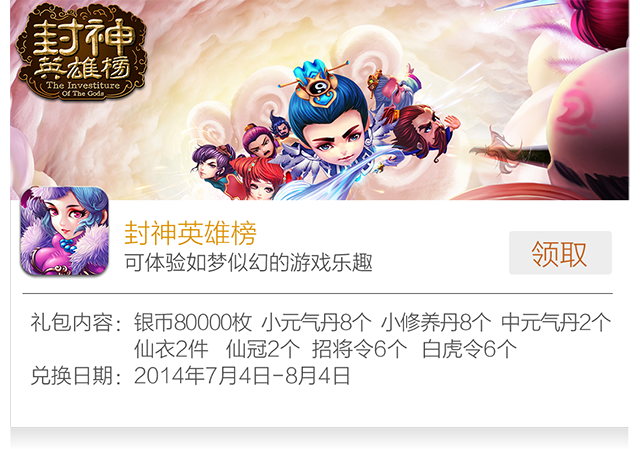 封神
英雄榜
The Investiture
Of The Gods
封神英雄榜
可体验如梦似幻的游戏乐趣
领取
礼包内容：银币80000枚 小元气丹8个 小修养丹8个 中元气丹2个
仙衣2件 仙冠2个 招将令6个 白虎令6个
兑换日期：2014年7月4日-8月4日